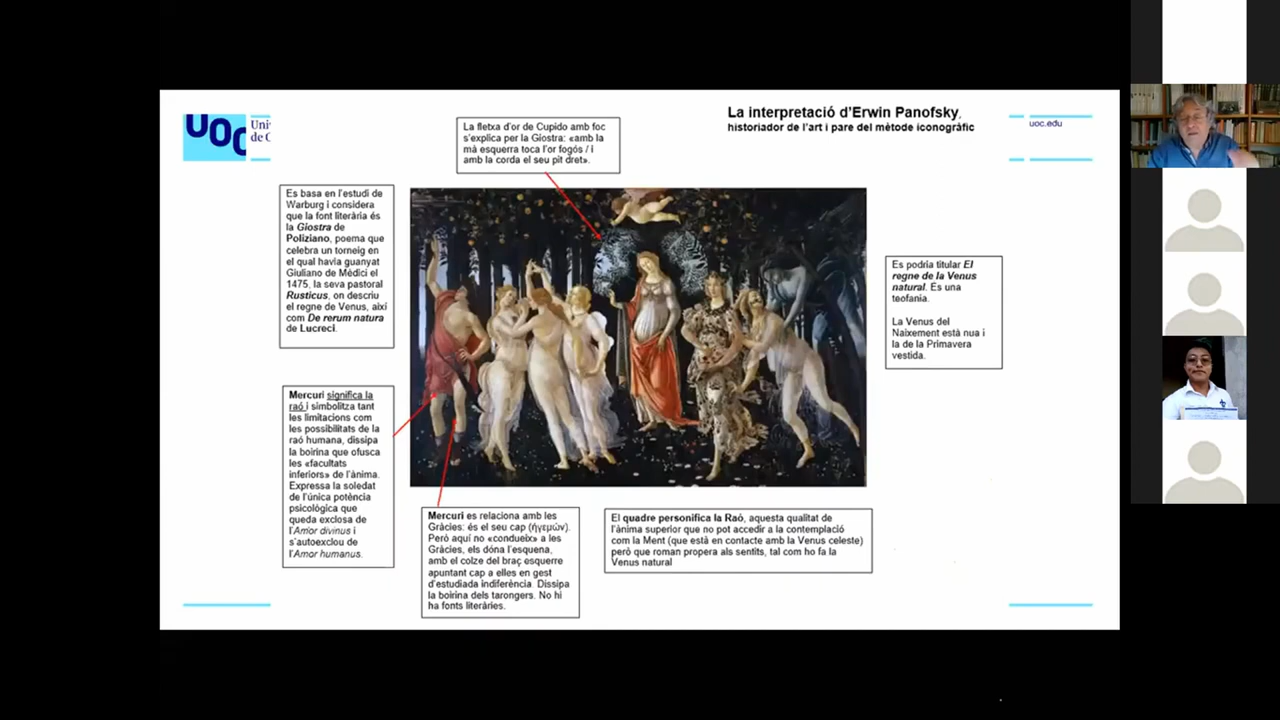 UOC
Uni
de C
La interpretació d'Erwin Panofsky,
historiador de l'art i pare del mètode iconogràfic
uoc.edu
La fletxa d'or de Cupido amb foc
s'explica per la Giostra: «amb la
mà esquerra toca l'or fogós / i
amb la corda el seu pit dret».
Es basa en l'estudi de
Warburg i considera
que la font literària és
la Giostra de
Poliziano, poema que
celebra un torneig en
el qual havia guanyat
Giuliano de Mèdici el
1475, la seva pastoral
Rusticus, on descriu
el regne de Venus, així
com De rerum natura
de Lucreci.
Es podria titular El
regne de la Venus
natural. És una
teofania.
La Venus del
Naixement està nua i
la de la Primavera
vestida.
Mercuri significa la
raó i simbolitza tant
les limitacions com
les possibilitats de la
raó humana, dissipa
la boirina que ofusca
les «facultats
inferiors» de l'ànima.
Expressa la soledat
de l'única potència
psicològica que
queda exclosa de
l'Amor divinus i
s'autoexclou de
l'Amor humanus.
Mercuri es relaciona amb les
Gràcies: és el seu cap (ἡγεμών).
Però aquí no «condueix» a les
Gràcies, els dóna l'esquena,
amb el colze del braç esquerre
apuntant cap a elles en gest
d'estudiada indiferència. Dissipa
la boirina dels tarongers. No hi
ha fonts literàries.
El quadre personifica la Raó, aquesta qualitat de
l'ànima superior que no pot accedir a la contemplació
com la Ment (que està en contacte amb la Venus celeste)
però que roman propera als sentits, tal com ho fa la
Venus natural